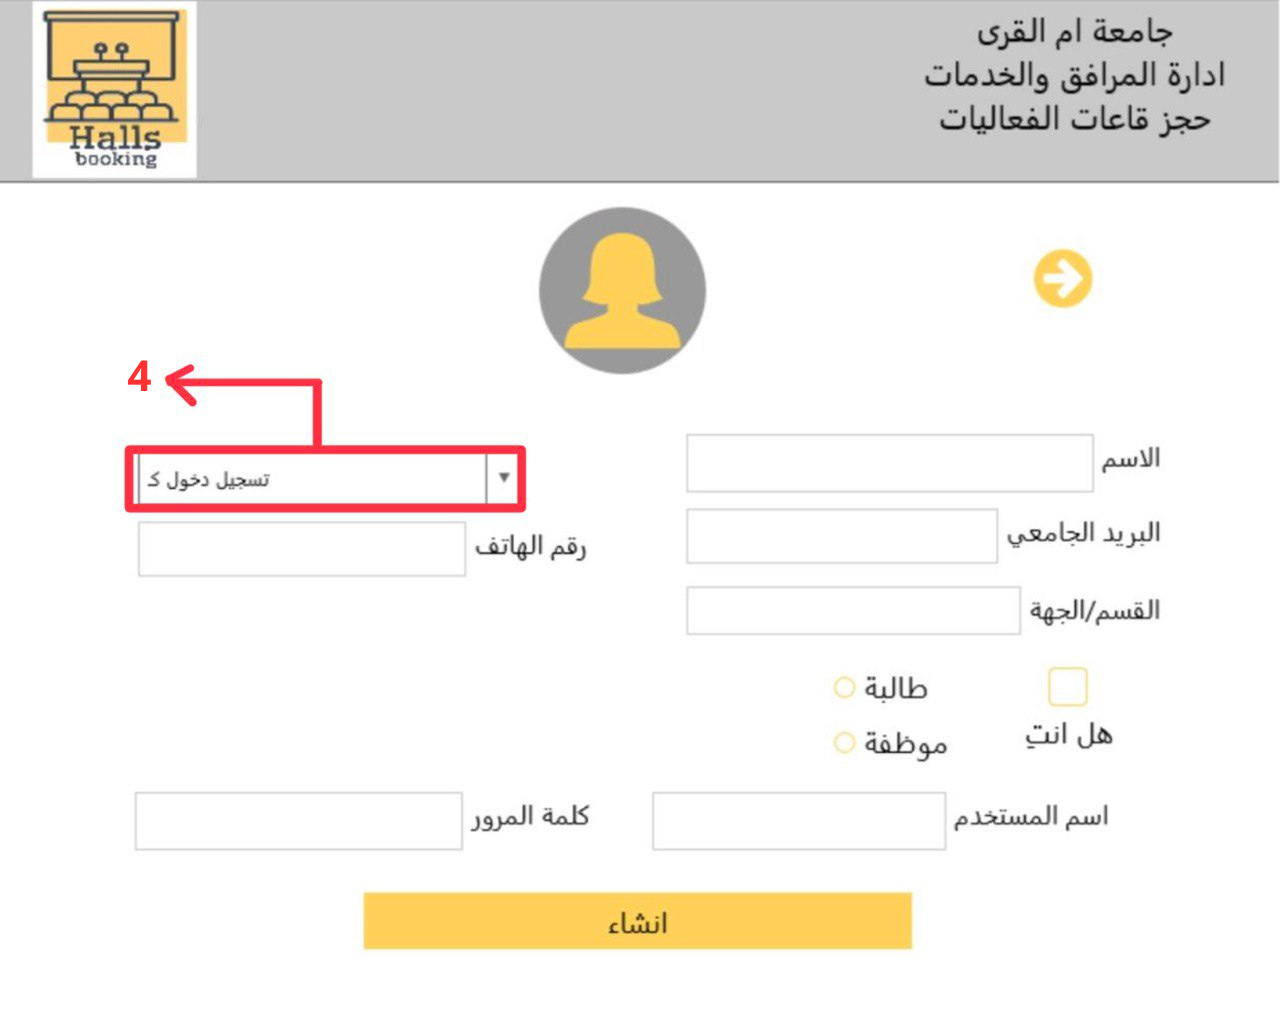 جامعة ام القرى
ادارة المرافق والخدمات
حجز قاعات الفعاليات
Halls
booking
4
تسجيل دخول كـ
الاسم
رقم الهاتف
البريد الجامعي
القسم/الجهة
هل انتِ
طالبة
موظفة
اسم المستخدم
كلمة المرور
انشاء